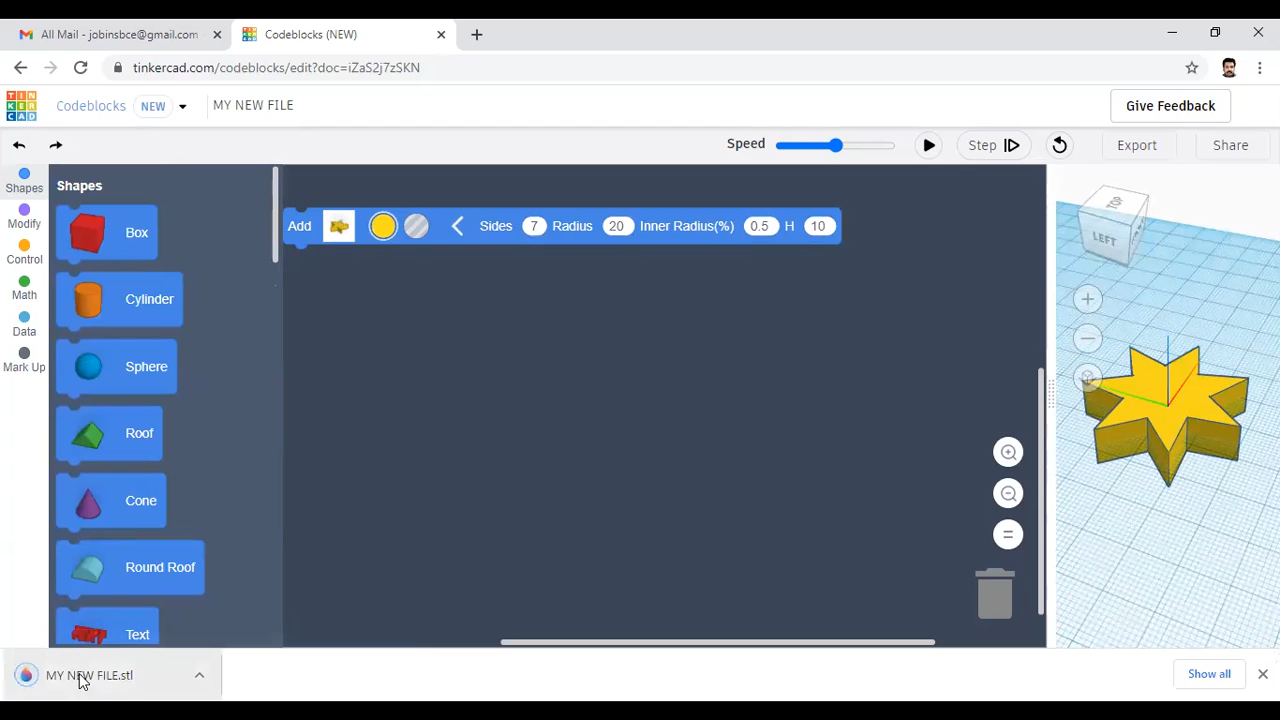 All Mail - jobinsbce@gmail.com
Codeblocks (NEW)
tinkercad.com/codeblocks/edit?doc=iZaS2j7zSKN
TIN
KER
CAD
Codeblocks
NEW
MY NEW FILE
Give Feedback
Speed
Step
Export
Share
Shapes
Modify
Control
Math
Data
Mark Up
Shapes
Box
Cylinder
Sphere
Roof
Cone
Round Roof
Text
Add
Sides 7 Radius 20 Inner Radius(%) 0.5 H 10
TOP
LEFT
MY NEW FILE.stl
Show all